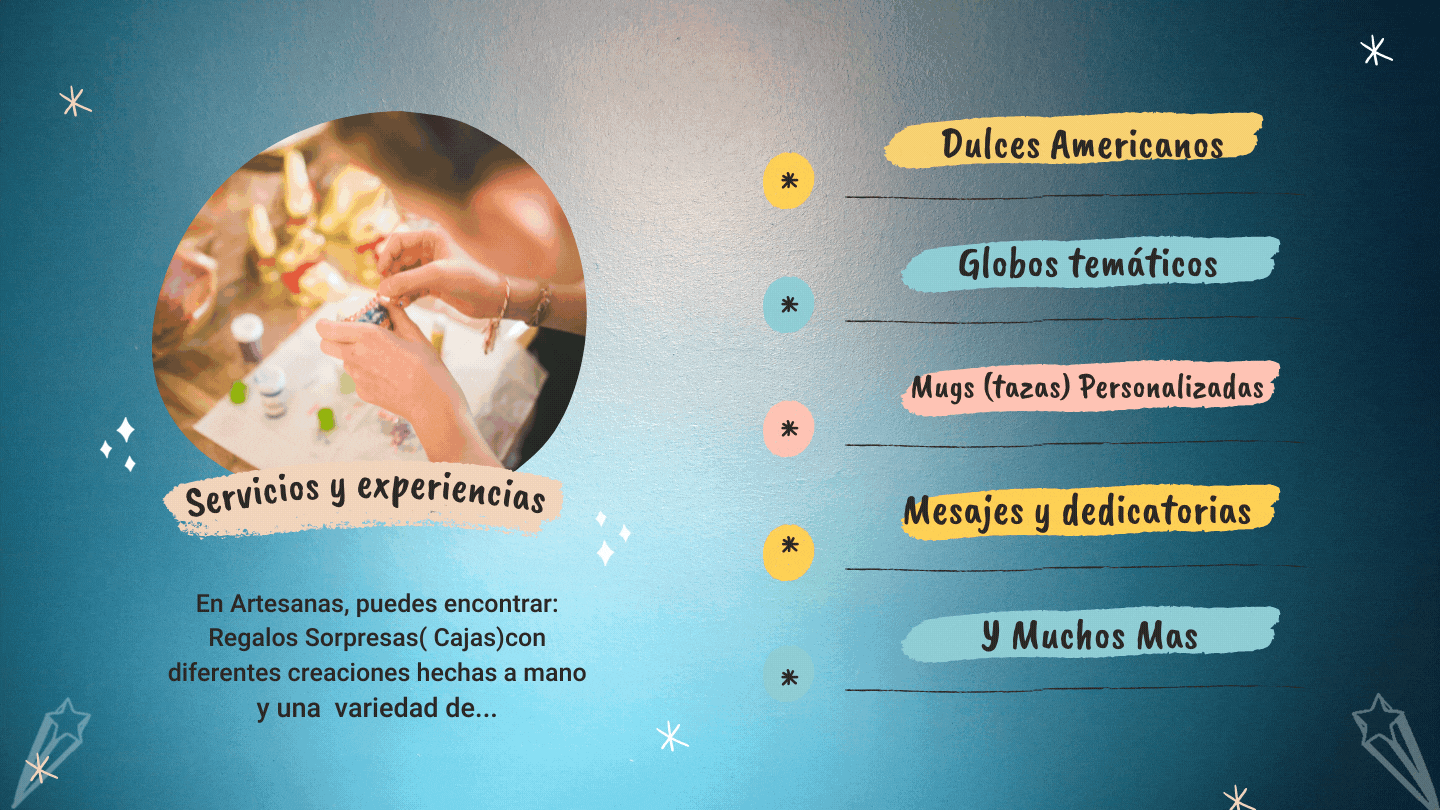 Servicios y experiencias
En Artesanas, puedes encontrar:
Regalos Sorpresas( Cajas)con
diferentes creaciones hechas a mano
y una variedad de...
Dulces Americanos
Globos temáticos
Mugs (tazas) Personalizadas
Mesajes y dedicatorias
Y Muchos Mas